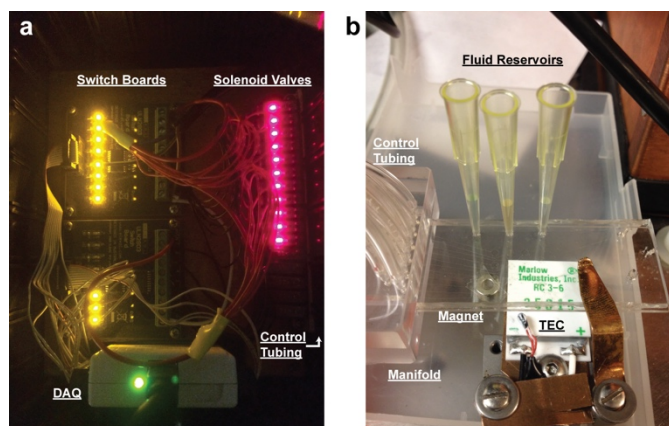 a
Switch Boards
Solenoid Valves
Control
Tubing
DAQ
b
Fluid Reservoirs
Control
Tubing
Marlow ®
Industries, Inc
RC 3-6
Magnet
TEC
Manifold